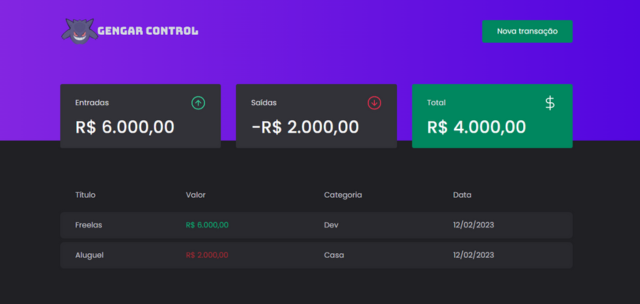 GENGAR CONTROL
Nova transação
Entradas
R$ 6.000,00
Saídas
-R$ 2.000,00
Total
R$ 4.000,00
Título Valor Categoria Data
Freelas R$ 6.000,00 Dev 12/02/2023
Aluguel R$ 2.000,00 Casa 12/02/2023